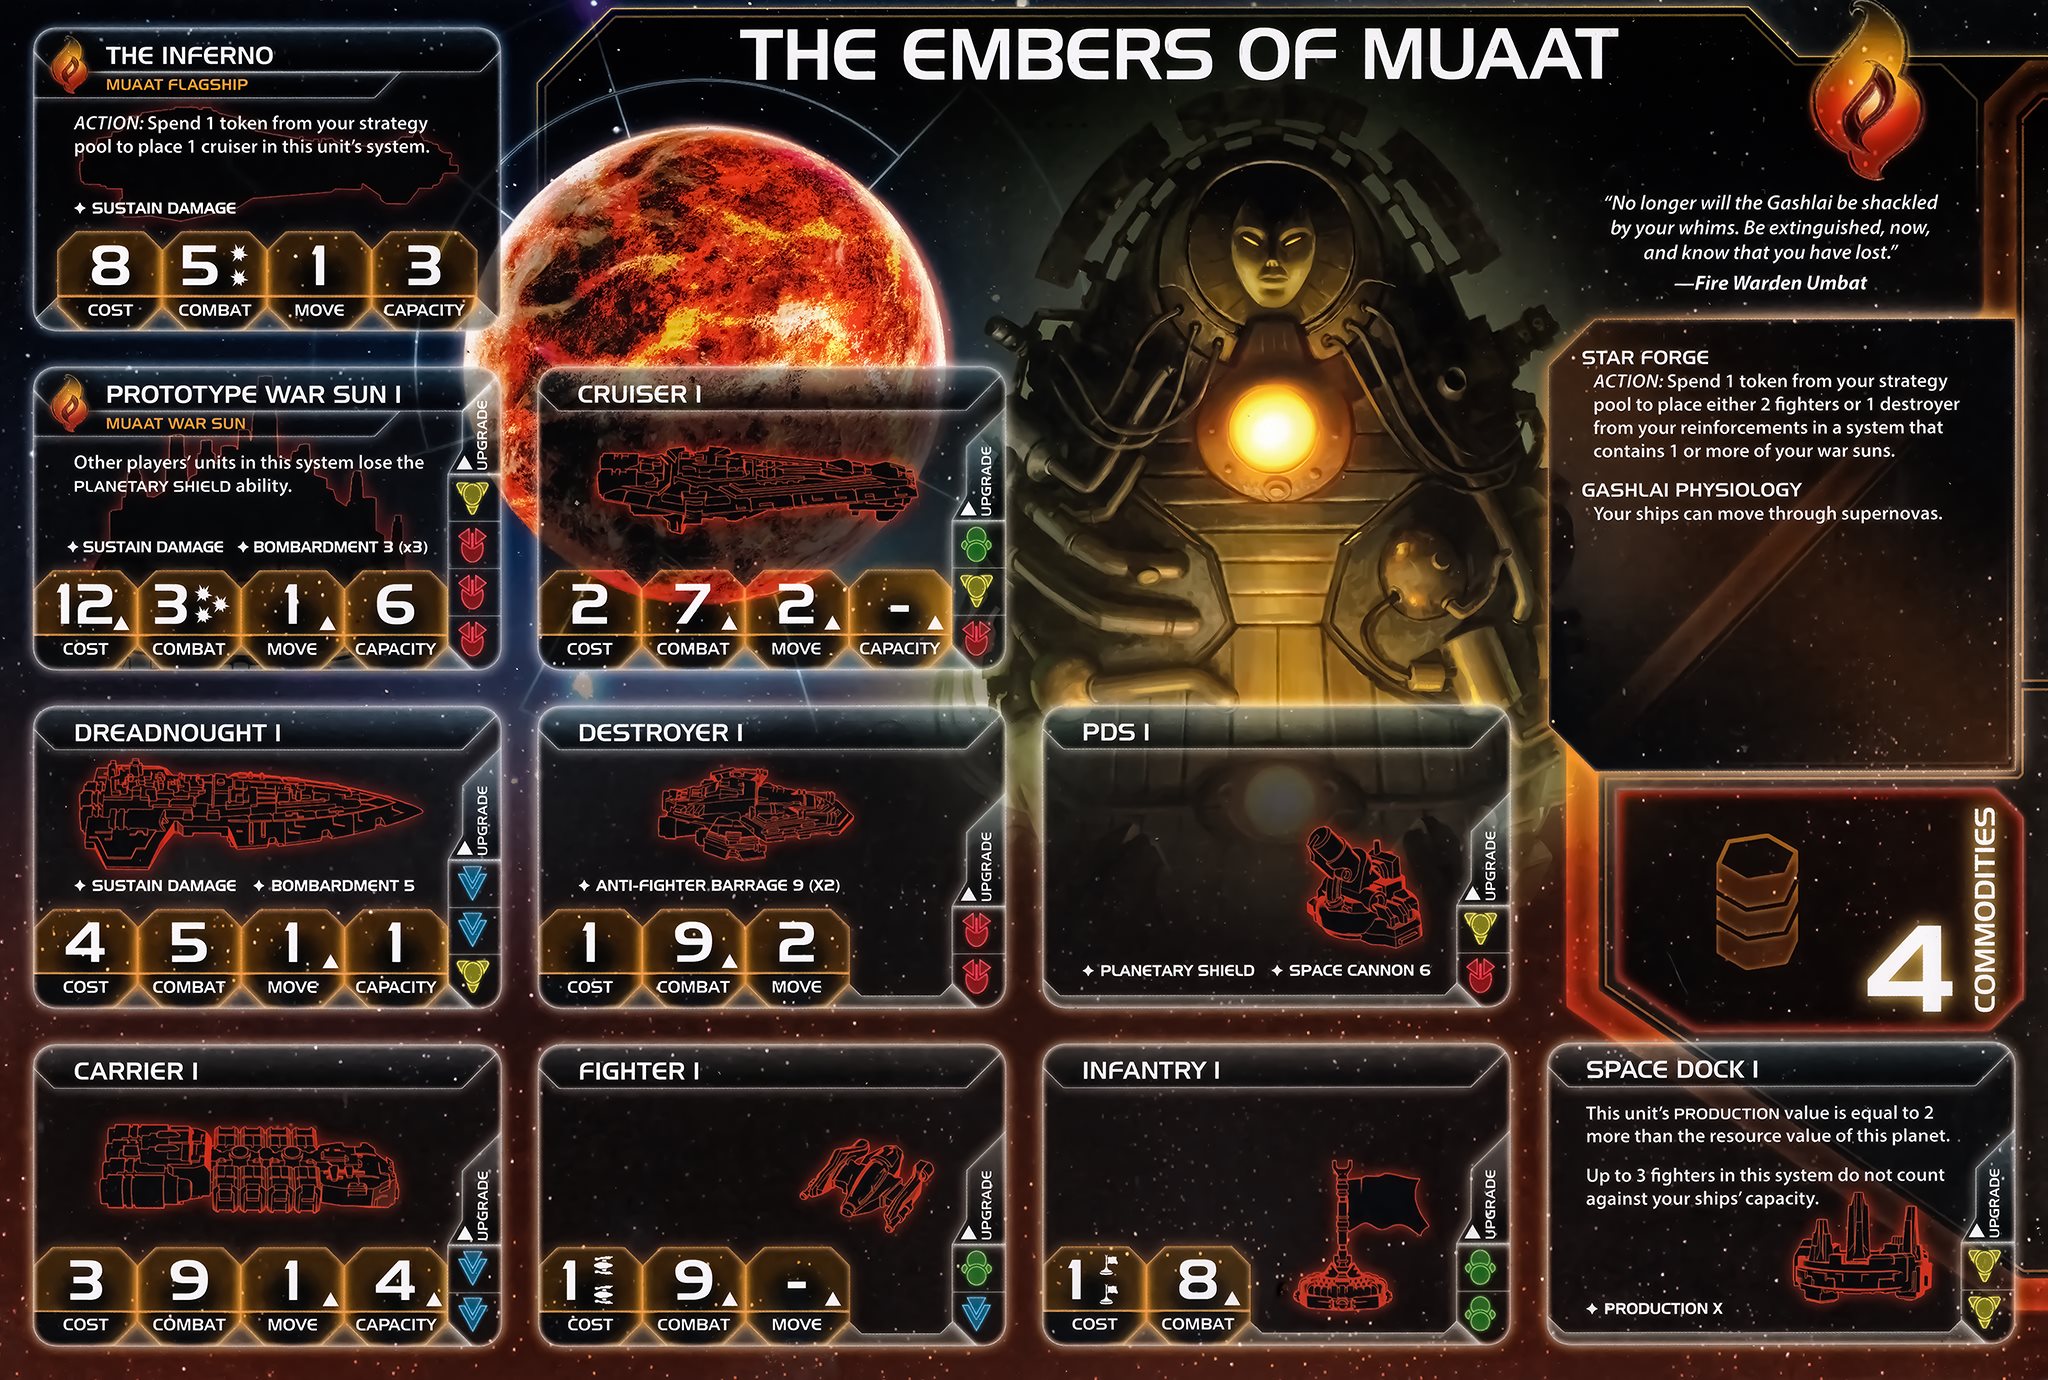 THE EMBERS OF MUAAT
THE INFERNO
MUAAT FLAGSHIP
ACTION: Spend 1 token from your strategy
pool to place 1 cruiser in this unit's system.
SUSTAIN DAMAGE
8 5 1 3
COST COMBAT MOVE CAPACITY
"No longer will the Gashlai be shackled
by your whims. Be extinguished, now,
and know that you have lost."
—Fire Warden Umbat
PROTOTYPE WAR SUN I
MUAAT WAR SUN
UPGRADE
Other players' units in this system lose the
PLANETARY SHIELD ability.
SUSTAIN DAMAGE BOMBARDMENT 3 (x3)
12 3 1 6
COST COMBAT MOVE CAPACITY
CRUISER I
UPGRADE
2 7 2 -
COST COMBAT MOVE CAPACITY
STAR FORGE
ACTION: Spend 1 token from your strategy
pool to place either 2 fighters or 1 destroyer
from your reinforcements in a system that
contains 1 or more of your war suns.
GASHLAI PHYSIOLOGY
Your ships can move through supernovas.
DREADNOUGHT I
UPGRADE
SUSTAIN DAMAGE BOMBARDMENT 5
4 5 1 1
COST COMBAT MOVE CAPACITY
DESTROYER I
UPGRADE
ANTI-FIGHTER BARRAGE 9 (X2)
1 9 2
COST COMBAT MOVE
PDS I
UPGRADE
PLANETARY SHIELD SPACE CANNON 6
4
COMMODITIES
CARRIER I
UPGRADE
3 9 1 4
COST COMBAT MOVE CAPACITY
FIGHTER I
UPGRADE
1 9 -
COST COMBAT MOVE
INFANTRY I
UPGRADE
1 8
COST COMBAT
SPACE DOCK I
This unit's PRODUCTION value is equal to 2
more than the resource value of this planet.
Up to 3 fighters in this system do not count
against your ships' capacity.
UPGRADE
PRODUCTION X